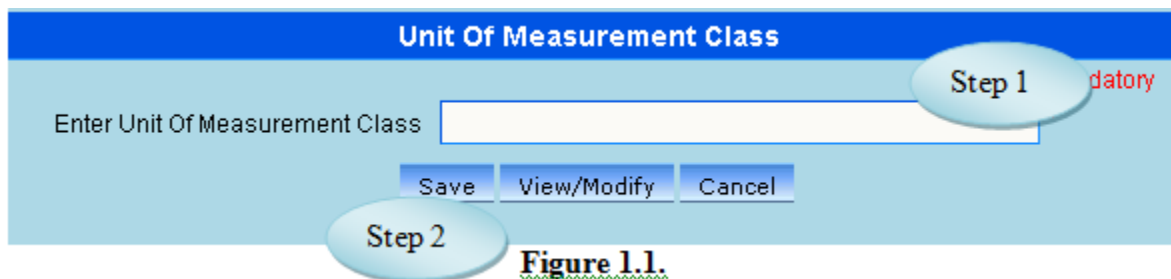 Unit Of Measurement Class
Step 1 datory
Enter Unit Of Measurement Class
Save View/Modify Cancel
Step 2
Figure 1.1.